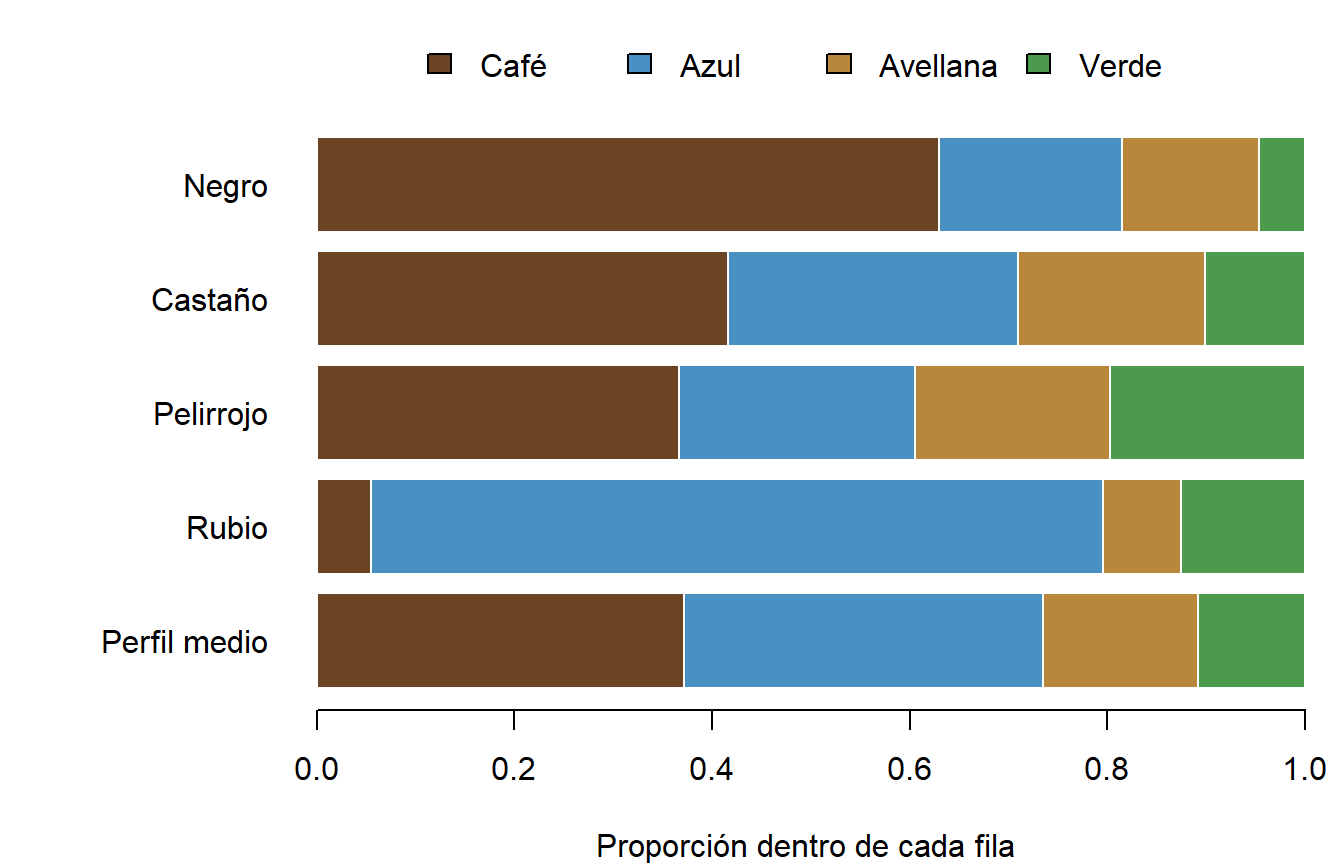 Café Azul Avellana Verde
Negro
Castaño
Pelirrojo
Rubio
Perfil medio
0.0 0.2 0.4 0.6 0.8 1.0
Proporción dentro de cada fila